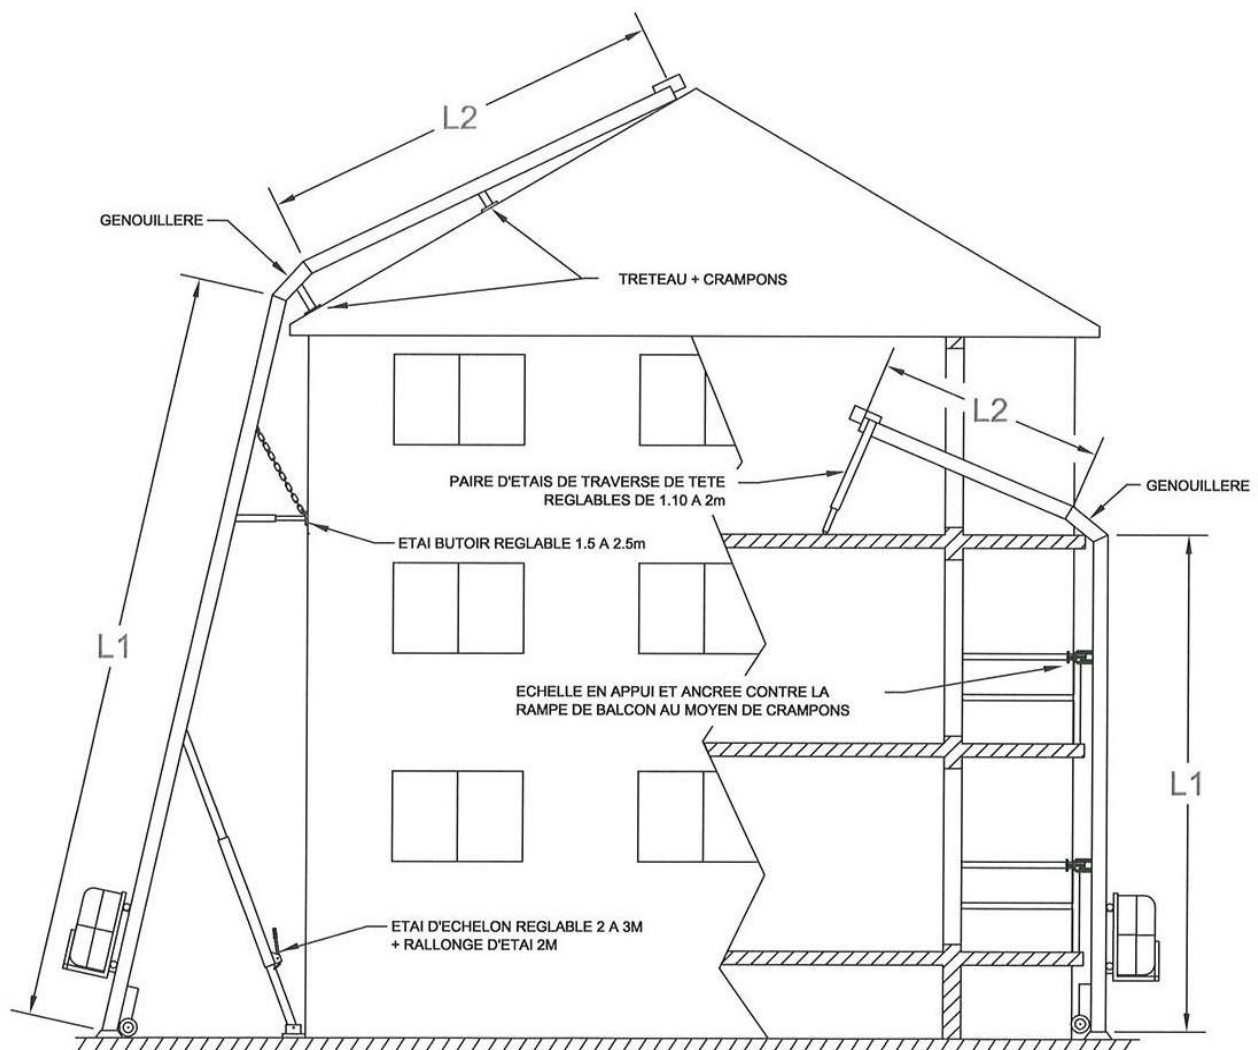 L2
GENOUILLERE
TRETEAU + CRAMPONS
L2
PAIRE D'ETAIS DE TRAVERSE DE TETE
REGLABLES DE 1.10 A 2m
GENOUILLERE
ETAI BUTOIR REGLABLE 1.5 A 2.5m
L1
ECHELLE EN APPUI ET ANCREE CONTRE LA
RAMPE DE BALCON AU MOYEN DE CRAMPONS
L1
ETAI D'ECHELON REGLABLE 2 A 3M
+ RALLONGE D'ETAI 2M